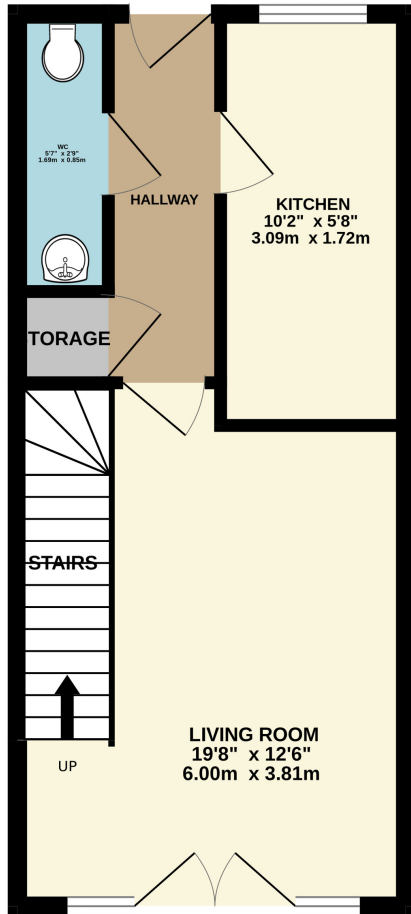 WC
5'7" x 2'9"
1.69m x 0.85m
HALLWAY
KITCHEN
10'2" x 5'8"
3.09m x 1.72m
STORAGE
STAIRS
UP
LIVING ROOM
19'8" x 12'6"
6.00m x 3.81m